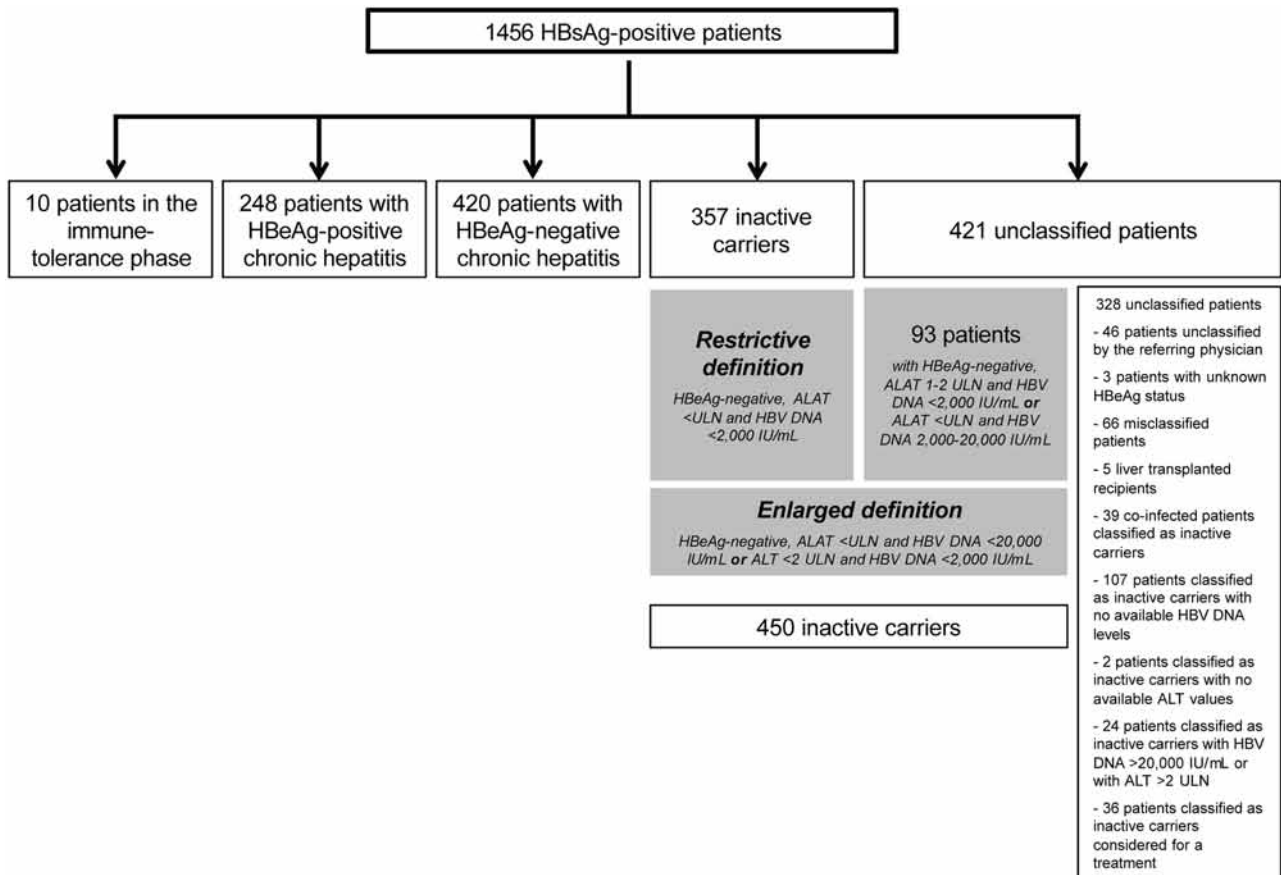 1456 HBsAg-positive patients
10 patients in the
immune-
tolerance phase
248 patients with
HBeAg-positive
chronic hepatitis
420 patients with
HBeAg-negative
chronic hepatitis
357 inactive
carriers
421 unclassified patients
Restrictive
definition
HBeAg-negative, ALAT
<ULN and HBV DNA
<2,000 IU/mL
93 patients
with HBeAg-negative,
ALAT 1-2 ULN and HBV
DNA <2,000 IU/mL or
ALAT <ULN and HBV
DNA 2,000-20,000 IU/mL
Enlarged definition
HBeAg-negative, ALAT <ULN and HBV DNA <20,000
IU/mL or ALT <2 ULN and HBV DNA <2,000 IU/mL
450 inactive carriers
328 unclassified patients
- 46 patients unclassified
by the referring physician
- 3 patients with unknown
HBeAg status
- 66 misclassified
patients
- 5 liver transplanted
recipients
- 39 co-infected patients
classified as inactive
carriers
- 107 patients classified
as inactive carriers with
no available HBV DNA
levels
- 2 patients classified as
inactive carriers with no
available ALT values
- 24 patients classified as
inactive carriers with HBV
DNA >20,000 IU/mL or
with ALT >2 ULN
- 36 patients classified as
inactive carriers
considered for a
treatment